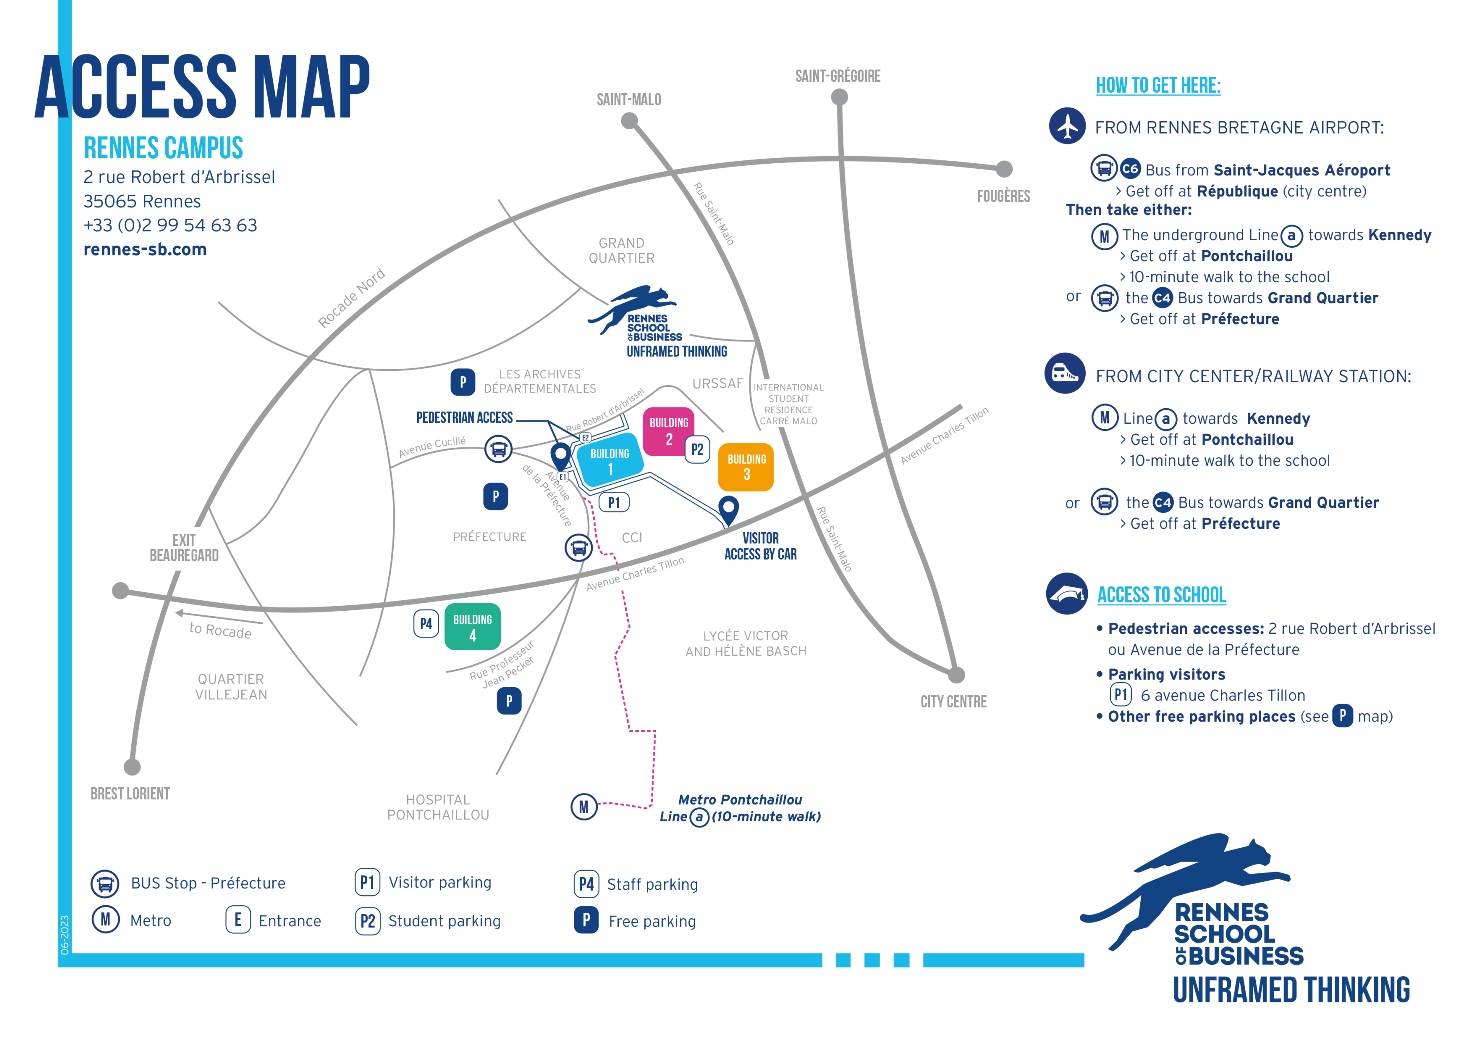 ACCESS MAP
RENNES CAMPUS
2 rue Robert d'Arbrissel
35065 Rennes
+33 (0)2 99 54 63 63
rennes-sb.com
SAINT-MALO
SAINT-GRÉGOIRE
FOUGÈRES
Rue Saint-Malo
GRAND
QUARTIER
Rocade Nord
RENNES
SCHOOL
OF BUSINESS
UNFRAMED THINKING
P
LES ARCHIVES
DÉPARTEMENTALES
URSSAF
INTERNATIONAL
STUDENT
RESIDENCE
CARRÉ MALO
PEDESTRIAN ACCESS
Rue Robert d'Arbrissel
Avenue Cucillé
E2
BUILDING
1
BUILDING
2
P2
BUILDING
3
Avenue Charles Tillon
E1
Avenue
de la Préfecture
P
P1
PRÉFECTURE
CCI
VISITOR
ACCESS BY CAR
Rue Saint-Malo
EXIT
BEAUREGARD
Avenue Charles Tillon
to Rocade
P4
BUILDING
4
Rue Professeur
Jean Pecker
P
LYCÉE VICTOR
AND HÉLÈNE BASCH
QUARTIER
VILLEJEAN
CITY CENTRE
BREST LORIENT
HOSPITAL
PONTCHAILLOU
M
Metro Pontchaillou
Line a (10-minute walk)
BUS Stop - Préfecture
M Metro
E Entrance
P1 Visitor parking
P2 Student parking
P4 Staff parking
P Free parking
06-2023
HOW TO GET HERE:
FROM RENNES BRETAGNE AIRPORT:
C6 Bus from Saint-Jacques Aéroport
> Get off at République (city centre)
Then take either:
M The underground Line a towards Kennedy
> Get off at Pontchaillou
> 10-minute walk to the school
or the C4 Bus towards Grand Quartier
> Get off at Préfecture
FROM CITY CENTER/RAILWAY STATION:
M Line a towards Kennedy
> Get off at Pontchaillou
> 10-minute walk to the school
or the C4 Bus towards Grand Quartier
> Get off at Préfecture
ACCESS TO SCHOOL
• Pedestrian accesses: 2 rue Robert d'Arbrissel
ou Avenue de la Préfecture
• Parking visitors
P1 6 avenue Charles Tillon
• Other free parking places (see P map)
RENNES
SCHOOL
OF BUSINESS
UNFRAMED THINKING